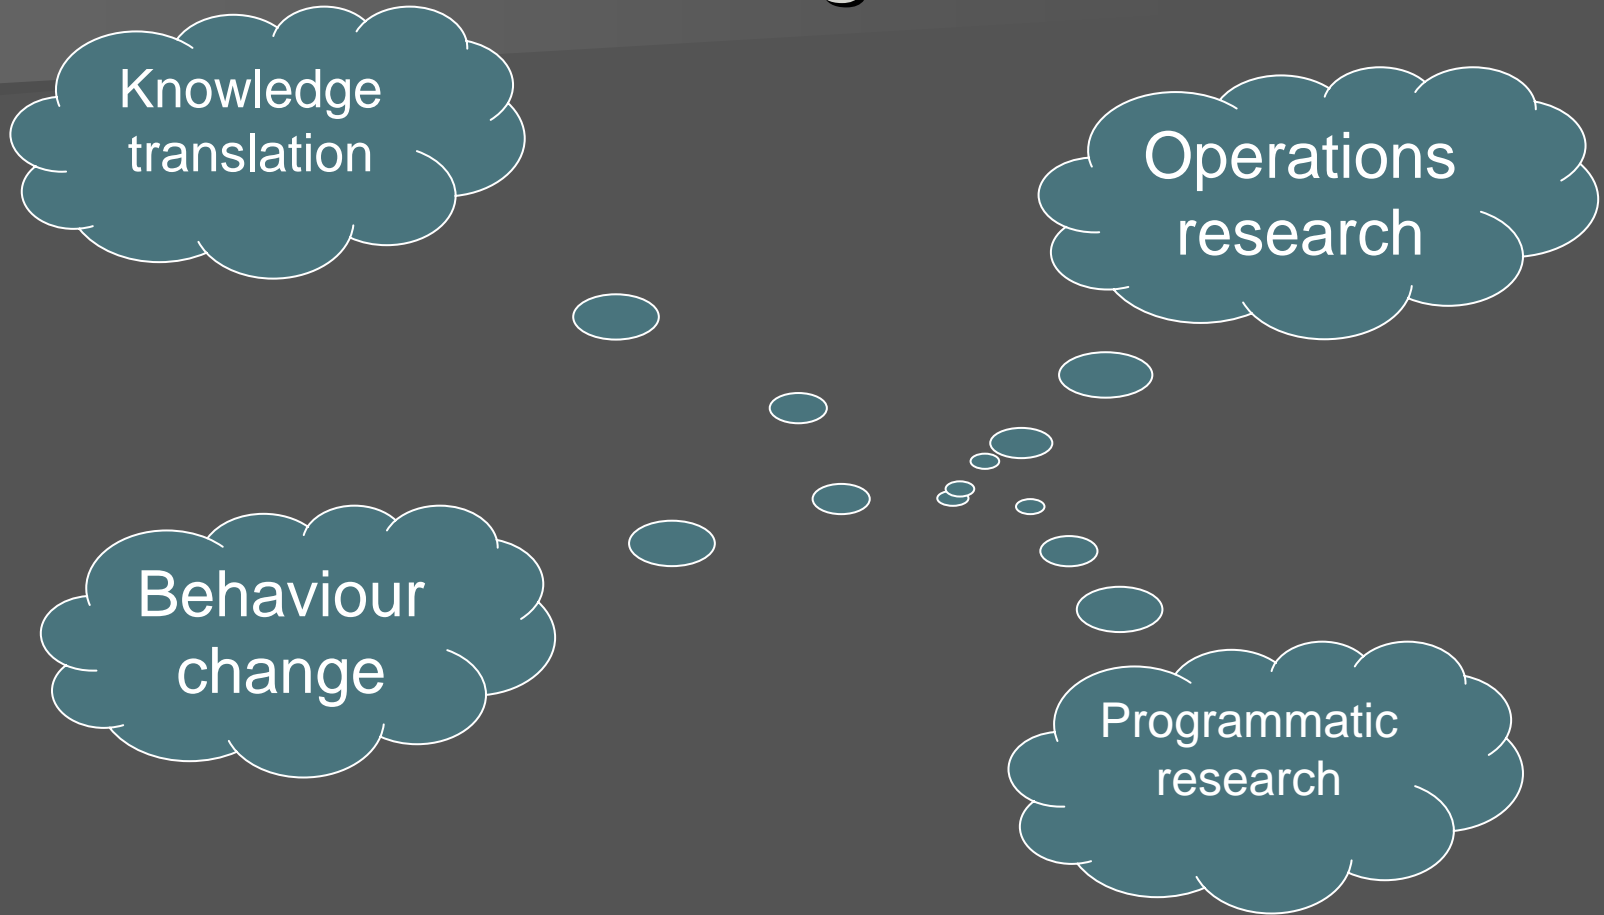 Knowledge
translation
Operations
research
Behaviour
change
Programmatic
research